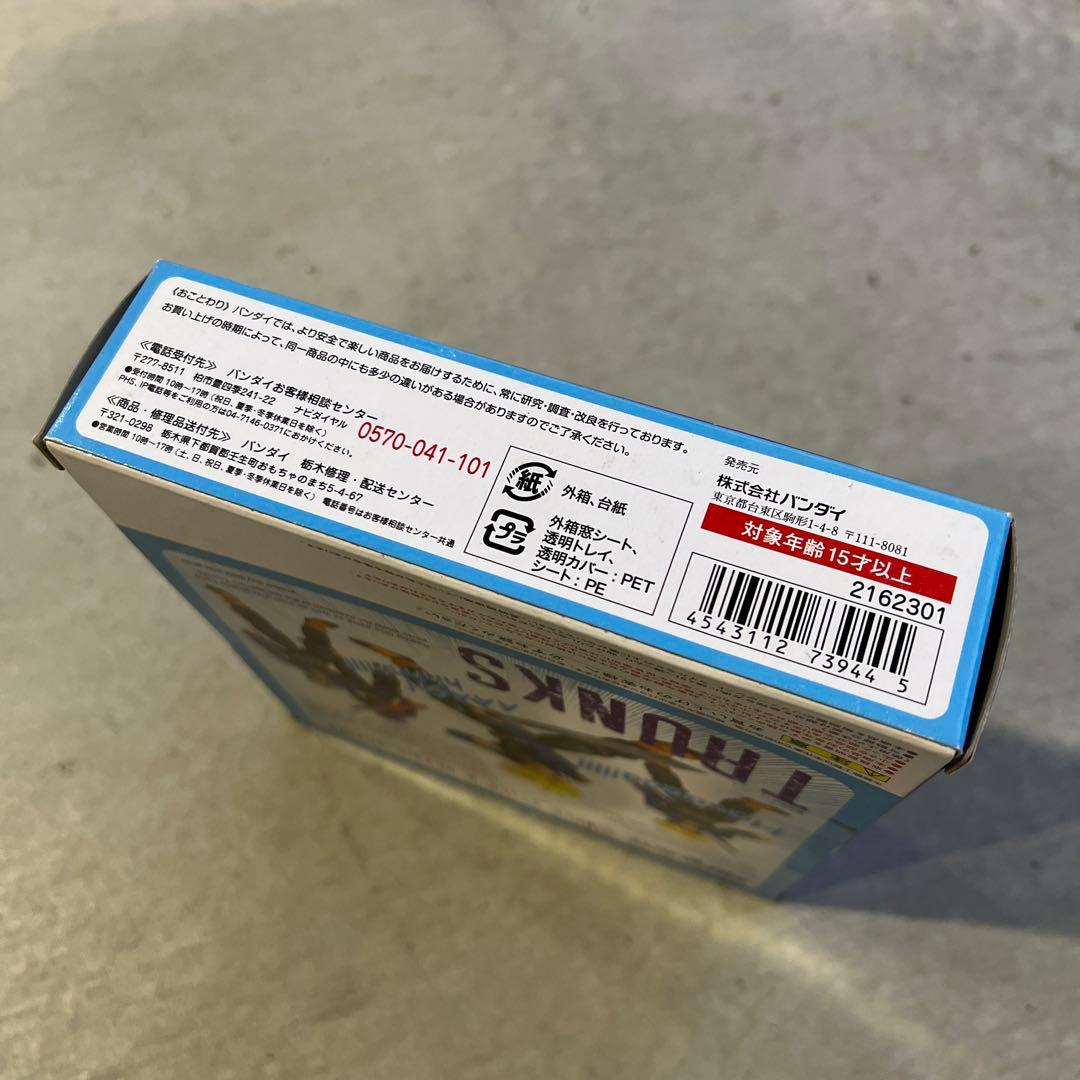 《おことわり》バンダイでは、より安全で楽しい商品をお届けするために、常に研究・調査・改良を行っております。
お買い上げの時期によって、同一商品の中にも多少の違いがある場合がありますのでご了承ください。
≪電話受付先≫ バンダイお客様相談センター
〒277-8511 柏市豊四季241-22 ナビダイヤル 0570-041-101
●受付時間 10時〜17時(祝日、夏季・冬季休業日を除く)
PHS、IP電話等をご利用の方は04-7146-0371におかけください。
≪商品・修理品送付先≫ バンダイ 栃木修理・配送センター
〒321-0298 栃木県下都賀郡壬生町おもちゃのまち5-4-67
●営業時間 10時〜17時(土、日、祝日、夏季・冬季休業日を除く) 電話番号はお客様相談センター共通
紙 外箱、台紙
プラ 外箱窓シート、
透明トレイ、
透明カバー:PET
シート:PE
発売元
株式会社バンダイ
東京都台東区駒形1-4-8 〒111-8081
対象年齢15才以上
2162301
4543112 739445
TRUNKS